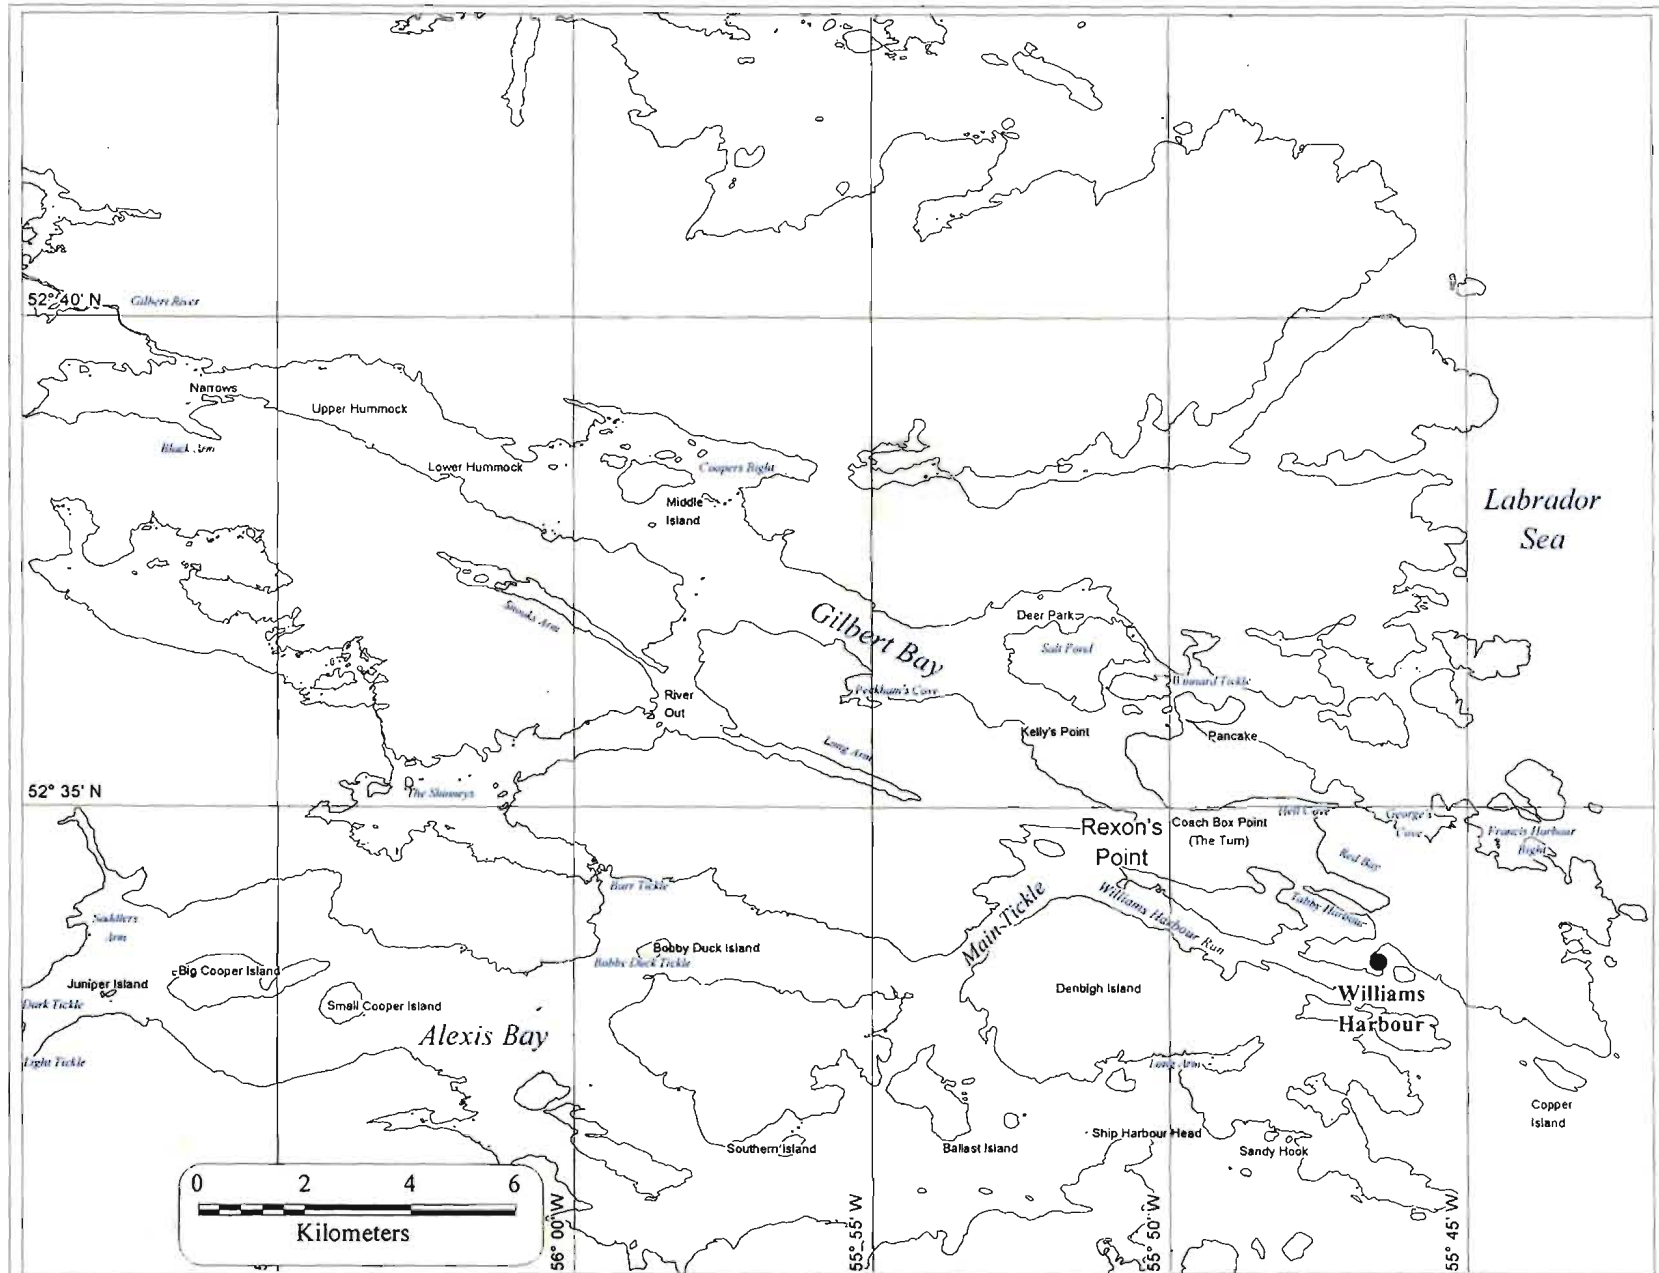 52° 40' N
Gilbert River
Narrows
Upper Hummock
Black Arm
Lower Hummock
Coopers Bight
Middle
Island
Labrador
Sea
Snooks Arm
Gilbert Bay
Deer Park
Salt Pond
Peckham's Cove
Winnard Tickle
River
Out
Kelly's Point
Pancake
Long Arm
The Shinneys
52° 35' N
Rexon's
Point
Coach Box Point
(The Turn)
Hell Cove
George's
Cove
Francis Harbour
Bight
Red Bay
Burr Tickle
Main Tickle
Williams Harbour Run
Tubby Harbour
Saddlers
Arm
Bobby Duck Island
Bobby Duck Tickle
Big Cooper Island
Juniper Island
Dark Tickle
Small Cooper Island
Denbigh Island
Williams
Harbour
Alexis Bay
Light Tickle
Long Arm
Copper
Island
Ship Harbour Head
Southern Island
Ballast Island
Sandy Hook
0 2 4 6
Kilometers
56° 00' W
55° 55' W
55° 50' W
55° 45' W